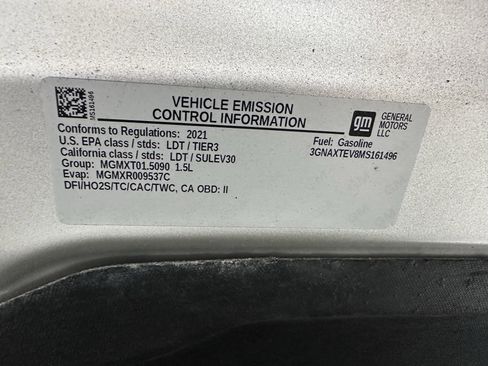 VEHICLE EMISSION
CONTROL INFORMATION
Conforms to Regulations: 2021
U.S. EPA class / stds: LDT / TIER3
California class / stds: LDT / SULEV30
Group: MGMXT01.5090 1.5L
Evap: MGMXR009537C
DFI/HO2S/TC/CAC/TWC, CA OBD: II
MS161496
gm
GENERAL
MOTORS
LLC
Fuel: Gasoline
3GNAXTEV8MS161496